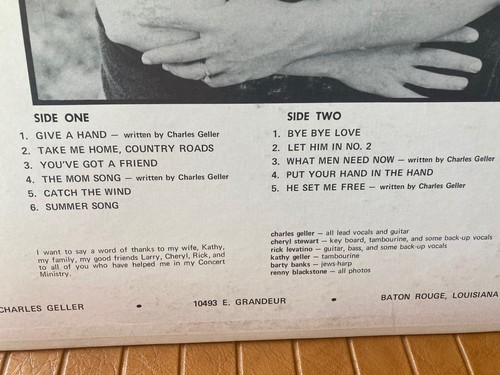 SIDE ONE
1. GIVE A HAND — written by Charles Geller
2. TAKE ME HOME, COUNTRY ROADS
3. YOU'VE GOT A FRIEND
4. THE MOM SONG — written by Charles Geller
5. CATCH THE WIND
6. SUMMER SONG
SIDE TWO
1. BYE BYE LOVE
2. LET HIM IN NO. 2
3. WHAT MEN NEED NOW — written by Charles Geller
4. PUT YOUR HAND IN THE HAND
5. HE SET ME FREE — written by Charles Geller
I want to say a word of thanks to my wife, Kathy,
my family, my good friends Larry, Cheryl, Rick, and
to all of you who have helped me in my Concert
Ministry.
charles geller — all lead vocals and guitar
cheryl stewart — key board, tambourine, and some back-up vocals
rick levatino — guitar, bass, and some back-up vocals
kathy geller — tambourine
barty banks — jews-harp
renny blackstone — all photos
CHARLES GELLER • 10493 E. GRANDEUR • BATON ROUGE, LOUISIANA